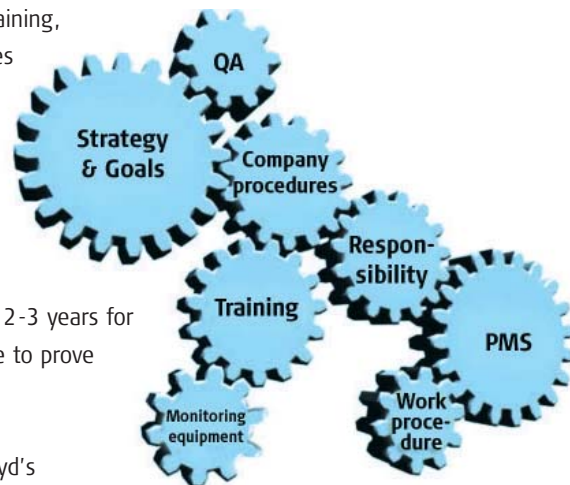 aining,
es
2-3 years for
e to prove
yd's
QA
Strategy
& Goals
Company
procedures
Respon-
sibility
Training
PMS
Monitoring
equipment
Work
proce-
dure